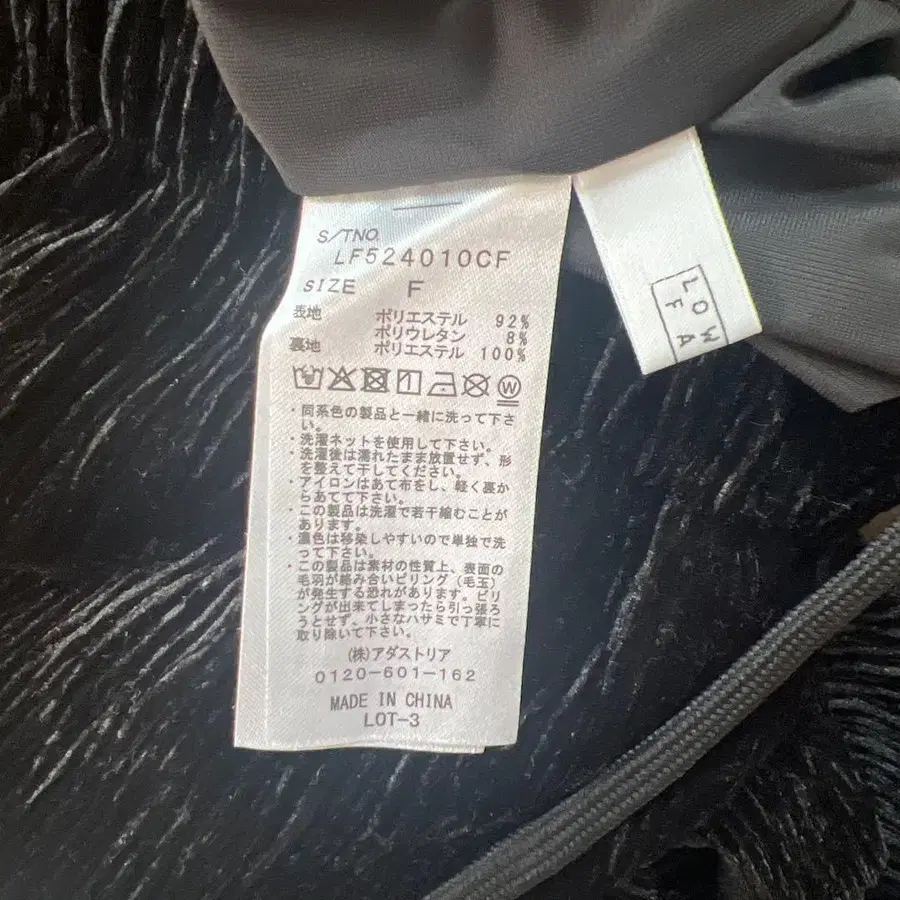 S/TNO.
LF524010CF
SIZE F
表地 ポリエステル 92%
ポリウレタン 8%
裏地 ポリエステル 100%
W
・同系色の製品と一緒に洗って下さ
い。
・洗濯ネットを使用して下さい。
・洗濯後は濡れたまま放置せず、形
を整えて干してください。
・アイロンはあて布をし、軽く裏か
らあてて下さい。
・この製品は洗濯で若干縮むことが
あります。
・濃色は移染しやすいので単独で洗
って下さい。
・この製品は素材の性質上、表面の
毛羽が絡み合いピリング（毛玉）
が発生する恐れがあります。ピリ
ングが出来てしまったら引っ張ろ
うとせず、小さなハサミで丁寧に
取り除いて下さい。
(株)アダストリア
0120-601-162
MADE IN CHINA
LOT-3
LOW
FA